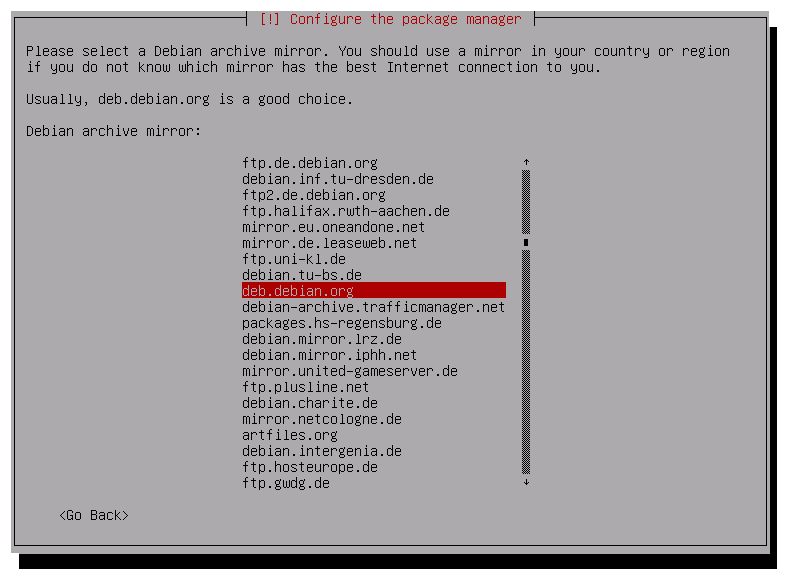 [!] Configure the package manager
Please select a Debian archive mirror. You should use a mirror in your country or region
if you do not know which mirror has the best Internet connection to you.
Usually, deb.debian.org is a good choice.
Debian archive mirror:
ftp.de.debian.org
debian.inf.tu-dresden.de
ftp2.de.debian.org
ftp.halifax.rwth-aachen.de
mirror.eu.oneandone.net
mirror.de.leaseweb.net
ftp.uni-kl.de
debian.tu-bs.de
deb.debian.org
debian-archive.trafficmanager.net
packages.hs-regensburg.de
debian.mirror.lrz.de
debian.mirror.iphh.net
mirror.united-gameserver.de
ftp.plusline.net
debian.charite.de
mirror.netcologne.de
artfiles.org
debian.intergenia.de
ftp.hosteurope.de
ftp.gwdg.de
<Go Back>